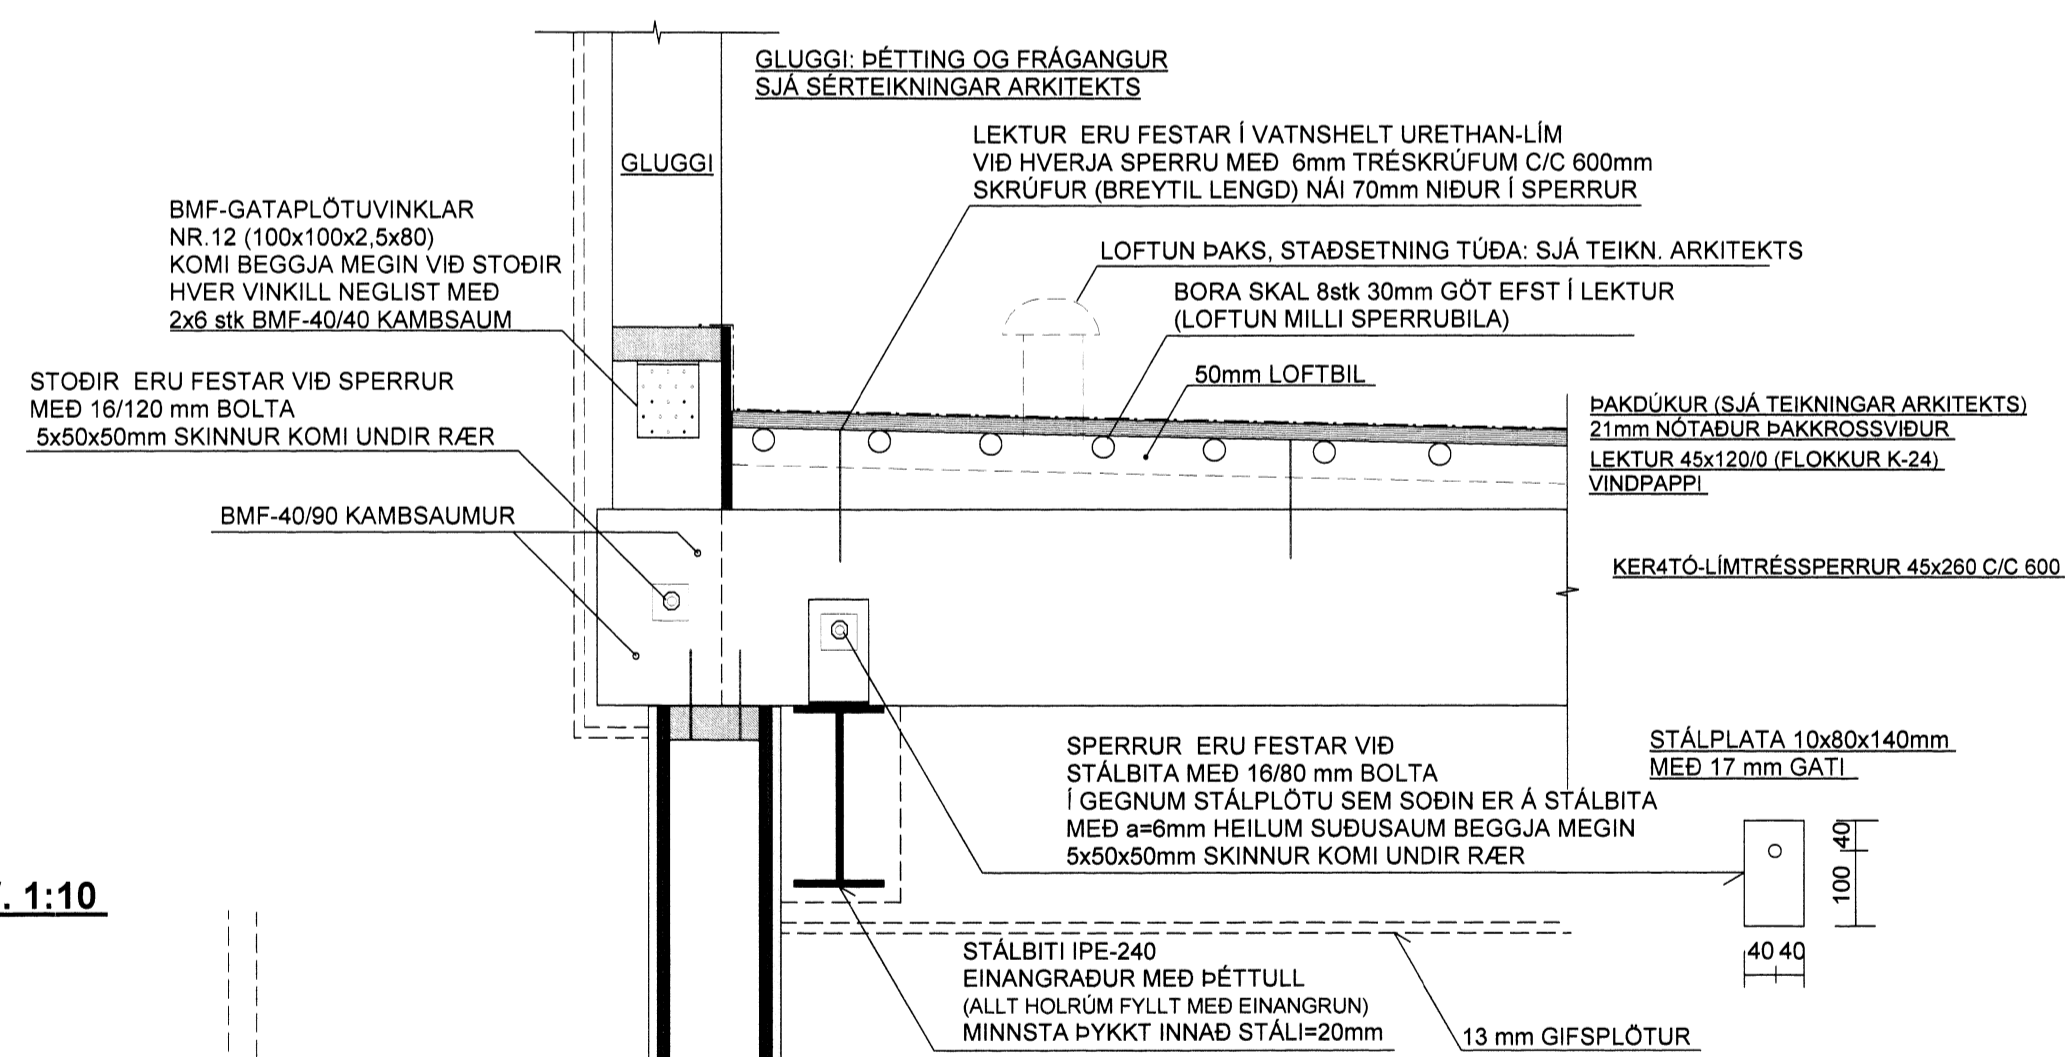 GLUGGI: ÞÉTTING OG FRÁGANGUR
SJÁ SÉRTEIKNINGAR ARKITEKTS
LEKTUR ERU FESTAR Í VATNSHELT URETHAN-LÍM
VIÐ HVERJA SPERRU MEÐ 6mm TRÉSKRÚFUM C/C 600mm
SKRÚFUR (BREYTIL LENGD) NÁI 70mm NIÐUR Í SPERRUR
GLUGGI
BMF-GATAPLÖTUVINKLAR
NR.12 (100x100x2,5x80)
KOMI BEGGJA MEGIN VIÐ STOÐIR
HVER VINKILL NEGLIST MEÐ
2x6 stk BMF-40/40 KAMBSAUM
LOFTUN ÞAKS, STAÐSETNING TÚÐA: SJÁ TEIKN. ARKITEKTS
BORA SKAL 8stk 30mm GÖT EFST Í LEKTUR
(LOFTUN MILLI SPERRUBILA)
50mm LOFTBIL
STOÐIR ERU FESTAR VIÐ SPERRUR
MEÐ 16/120 mm BOLTA
5x50x50mm SKINNUR KOMI UNDIR RÆR
ÞAKDÚKUR (SJÁ TEIKNINGAR ARKITEKTS)
21mm NÓTAÐUR ÞAKKROSSVIÐUR
LEKTUR 45x120/0 (FLOKKUR K-24)
VINDPAPPI
BMF-40/90 KAMBSAUMUR
KER4TÓ-LÍMTRÉSSPERRUR 45x260 C/C 600
SPERRUR ERU FESTAR VIÐ
STÁLBITA MEÐ 16/80 mm BOLTA
Í GEGNUM STÁLPLÖTU SEM SOÐIN ER Á STÁLBITA
MEÐ a=6mm HEILUM SUÐUSAUM BEGGJA MEGIN
5x50x50mm SKINNUR KOMI UNDIR RÆR
STÁLPLATA 10x80x140mm
MEÐ 17 mm GATI
40
100
40 40
. 1:10
STÁLBITI IPE-240
EINANGRAÐUR MEÐ ÞÉTTULL
(ALLT HOLRÚM FYLLT MEÐ EINANGRUN)
MINNSTA ÞYKKT INNAÐ STÁLI=20mm
13 mm GIFSPLÖTUR